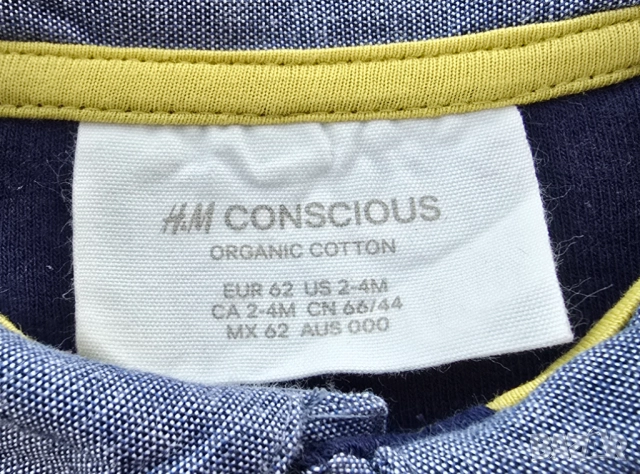 H&M CONSCIOUS
ORGANIC COTTON
EUR 62 US 2-4M
CA 2-4M CN 66/44
MX 62 AUS 000